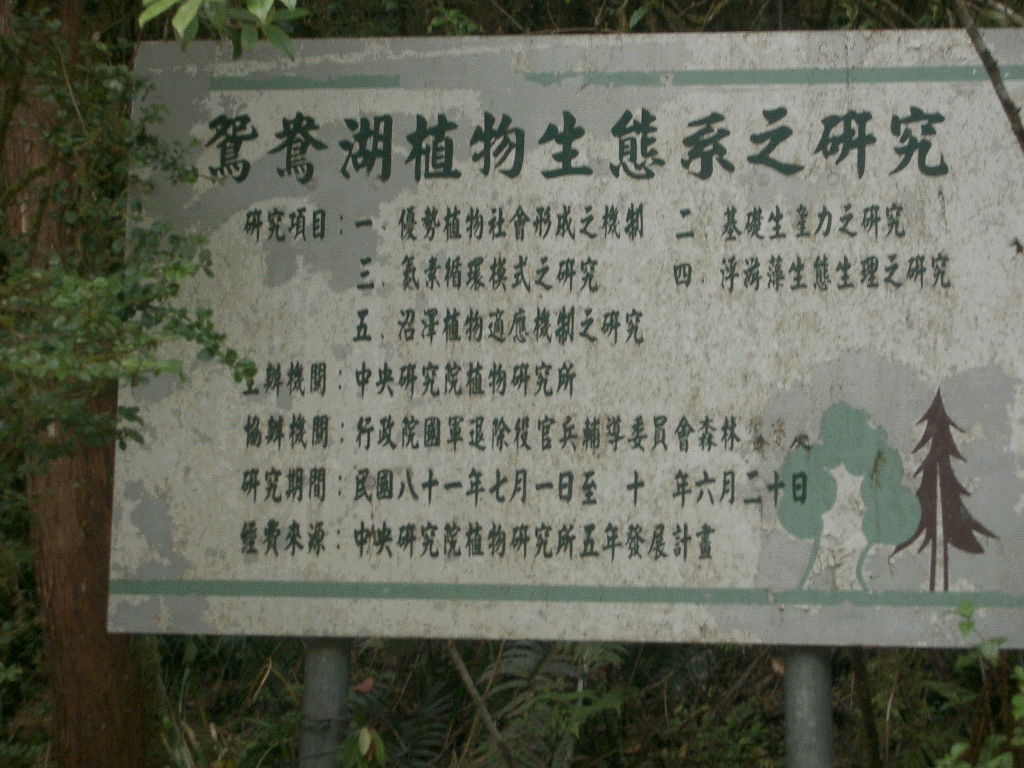 鴛鴦湖植物生態系之研究
研究項目：一．優勢植物社會形成之機制 二．基礎生產力之研究
三．氮素循環模式之研究 四．浮游藻生態生理之研究
五．沼澤植物適應機制之研究
主辦機關：中央研究院植物研究所
協辦機關：行政院國軍退除役官兵輔導委員會森林
研究期間：民國八十一年七月一日至 十 年六月二十日
經費來源：中央研究院植物研究所五年發展計畫